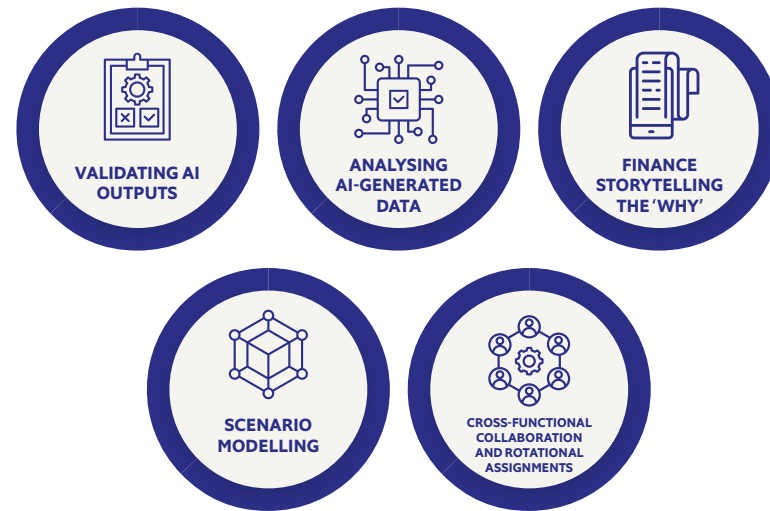 VALIDATING AI
OUTPUTS
ANALYSING
AI-GENERATED
DATA
FINANCE
STORYTELLING
THE ‘WHY’
SCENARIO
MODELLING
CROSS-FUNCTIONAL
COLLABORATION
AND ROTATIONAL
ASSIGNMENTS